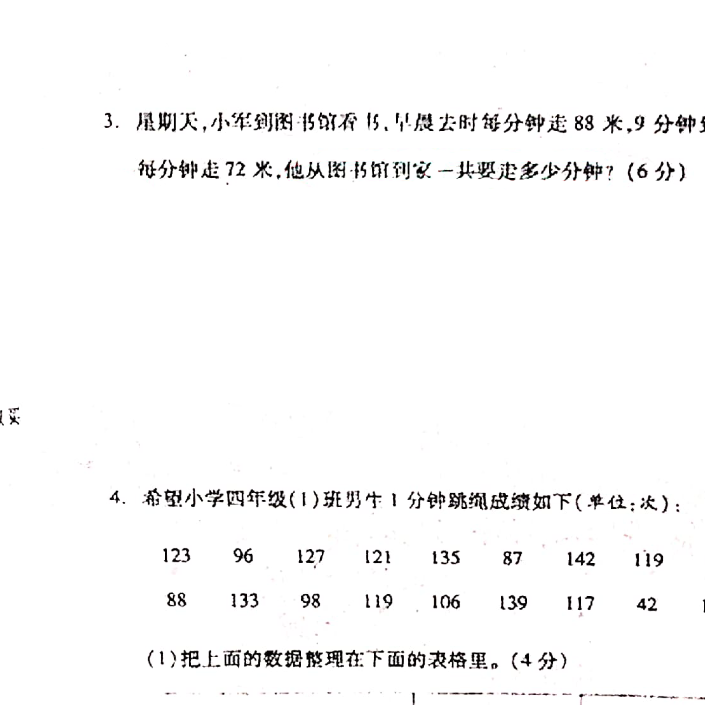 3. 星期天,小军到图书馆看书,早晨去时每分钟走 88 米,9 分钟
每分钟走 72 米,他从图书馆到家一共要走多少分钟?(6 分)
4. 希望小学四年级(1)班男生 1 分钟跳绳成绩如下(单位:次):
123 96 127 121 135 87 142 119
88 133 98 119 106 139 117 42
(1)把上面的数据整理在下面的表格里。(4 分)